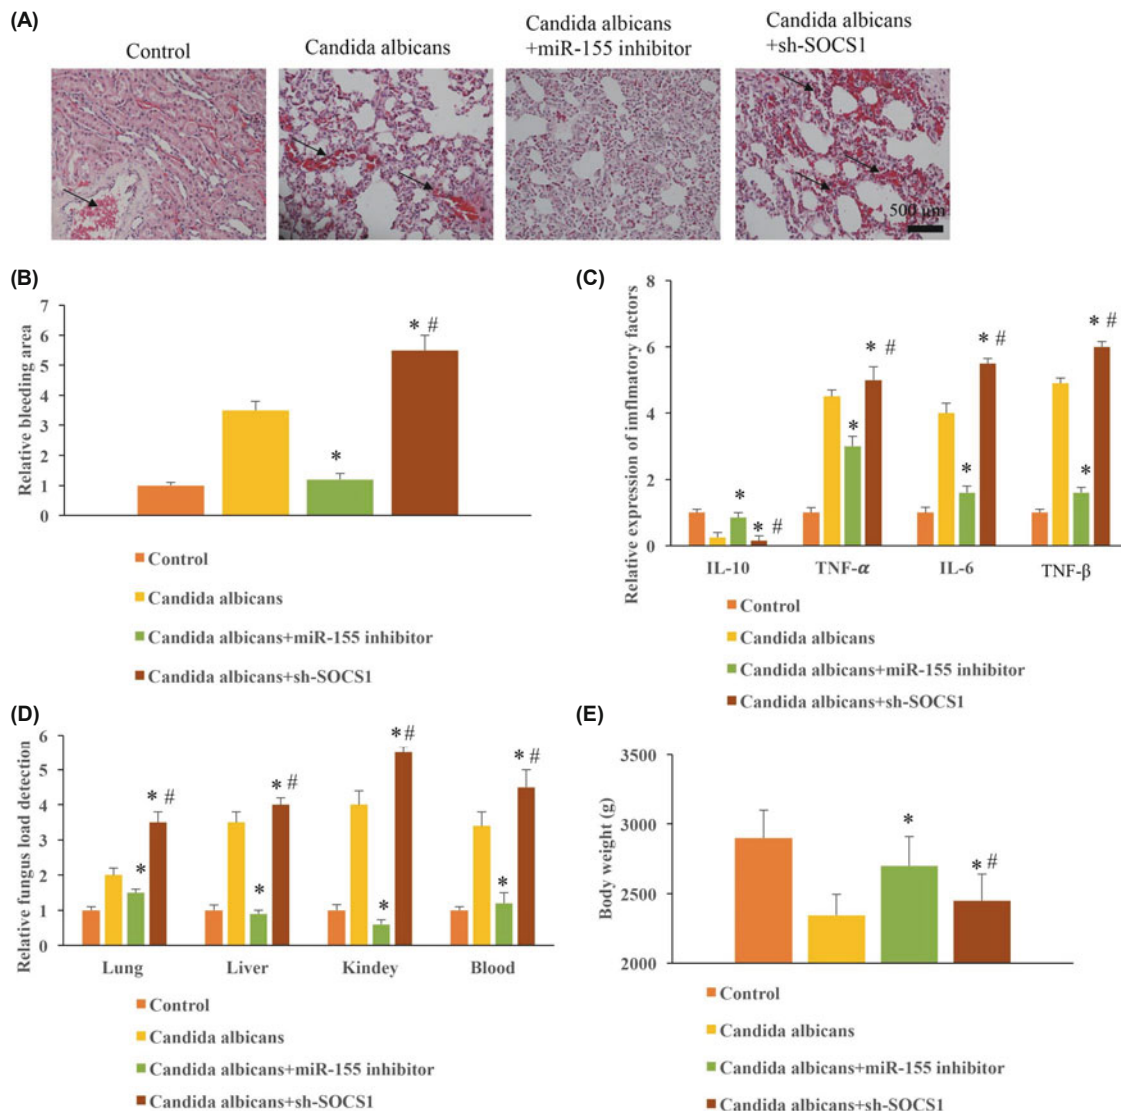 (A)
Control
Candida albicans
Candida albicans
+miR-155 inhibitor
Candida albicans
+sh-SOCS1
500 μm
(B)
Relative bleeding area
7
6
5
4
3
2
1
0
*
* #
Control
Candida albicans
Candida albicans+miR-155 inhibitor
Candida albicans+sh-SOCS1
(C)
Relative expression of imflmatory factors
8
6
4
2
0
*
* #
*
* #
*
* #
*
* #
IL-10
TNF-α
IL-6
TNF-β
Control
Candida albicans
Candida albicans+miR-155 inhibitor
Candida albicans+sh-SOCS1
(D)
Relative fungus load detection
6
5
4
3
2
1
0
*
* #
*
* #
*
*#
*
* #
Lung
Liver
Kindey
Blood
Control
Candida albicans
Candida albicans+miR-155 inhibitor
Candida albicans+sh-SOCS1
(E)
Body weight (g)
3500
3000
2500
2000
*
*#
Control
Candida albicans
Candida albicans+miR-155 inhibitor
Candida albicans+sh-SOCS1